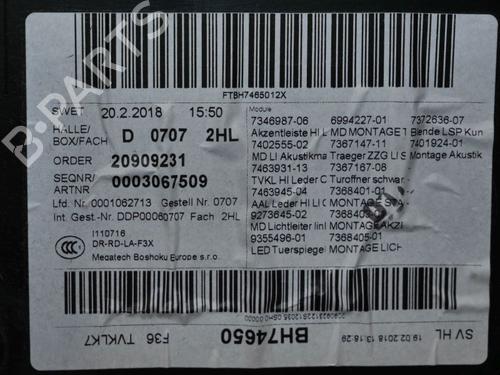 B-PARTS
FTBH7465012X
SWET 20.2.2018 15:50
HALLE/
BOX/FACH D 0707 2HL
ORDER 20909231
SEQNR/
ARTNR 0003067509
Lfd. Nr 0001062713 Gestell Nr. 0707
Int. Gest-Nr. DDP00060707 Fach 2HL
I110716
DR-RD-LA-F3X
Megatech Boshoku Europe s.r.o.
Module
7346987-06 6994227-01 7372636-07
Akzentleiste HI L MD MONTAGE T Blende LSP Kun
7402555-02 7367147-11 7401924-01
MD LI Akustikma Traeger ZZG LI S Montage Akustik
7463931-13 7367167-08
TVKL HI Leder C Turoffner schwar
7463945-04 7368401-01
AAL Leder HI LI C MONTAGE
9273645-02
MD Lichtleiter lin MONTAGE
9355496-01 7368405-01
LED Tuerspiegel MONTAGE LICH
F36 TVKLK7
BH74650
SV HL
19.02.2018 13:18:29